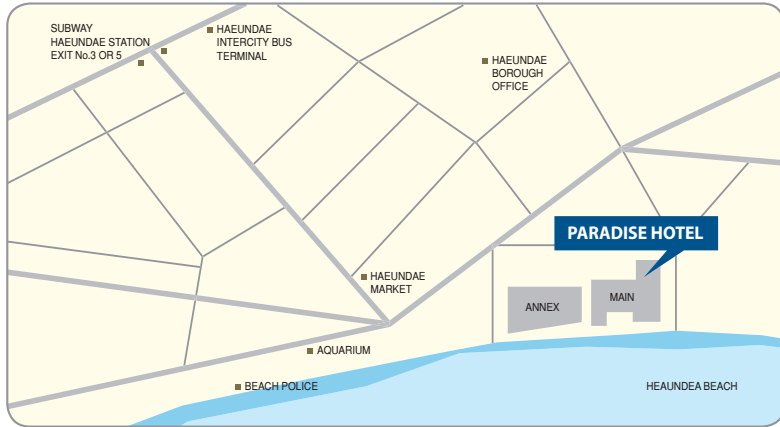 SUBWAY
HAEUNDAE STATION
EXIT No.3 OR 5
HAEUNDAE
INTERCITY BUS
TERMINAL
HAEUNDAE
BOROUGH
OFFICE
PARADISE HOTEL
HAEUNDAE
MARKET
ANNEX
MAIN
AQUARIUM
BEACH POLICE
HEAUNDEA BEACH